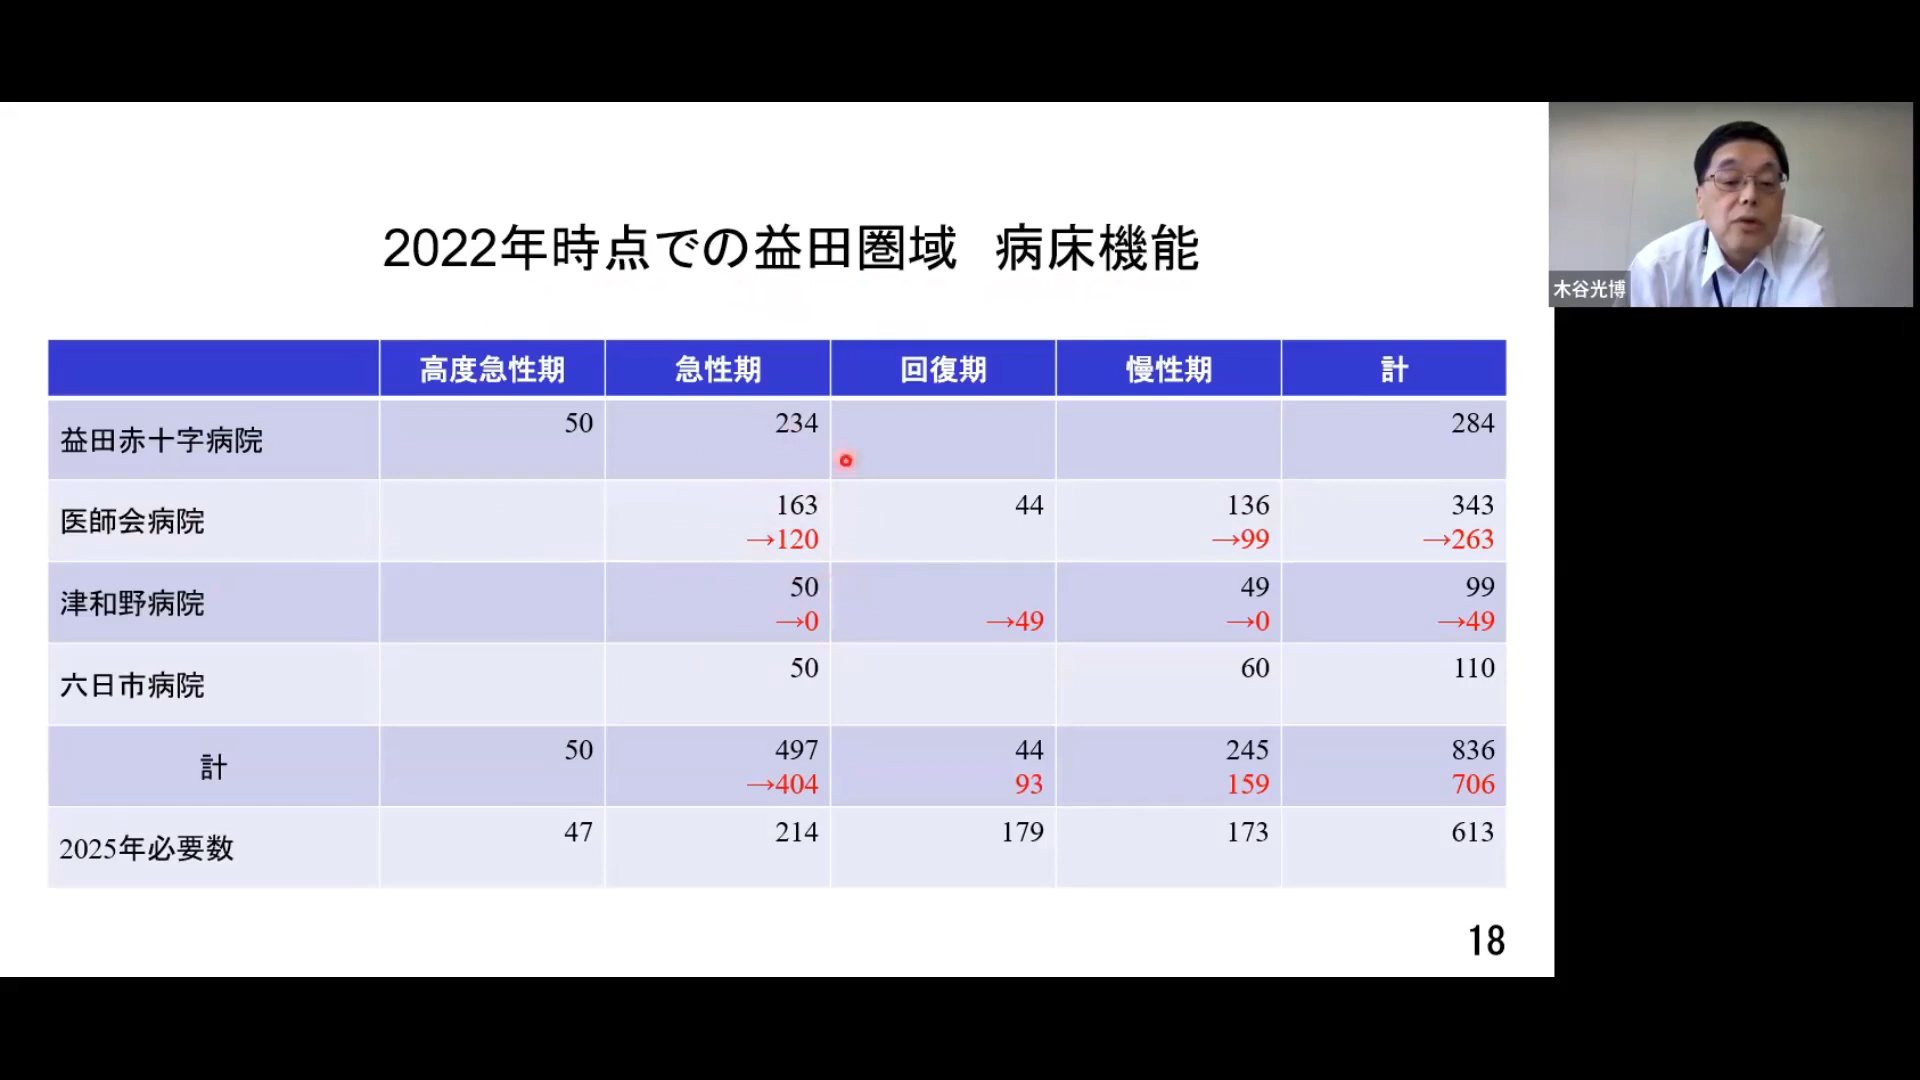 2022年時点での益田圏域　病床機能
木谷光博
高度急性期 急性期 回復期 慢性期 計
益田赤十字病院 50 234 284
医師会病院 163 44 136 343
→120 →99 →263
津和野病院 50 49 99
→0 →49 →0 →49
六日市病院 50 60 110
計 50 497 44 245 836
→404 93 159 706
2025年必要数 47 214 179 173 613
18